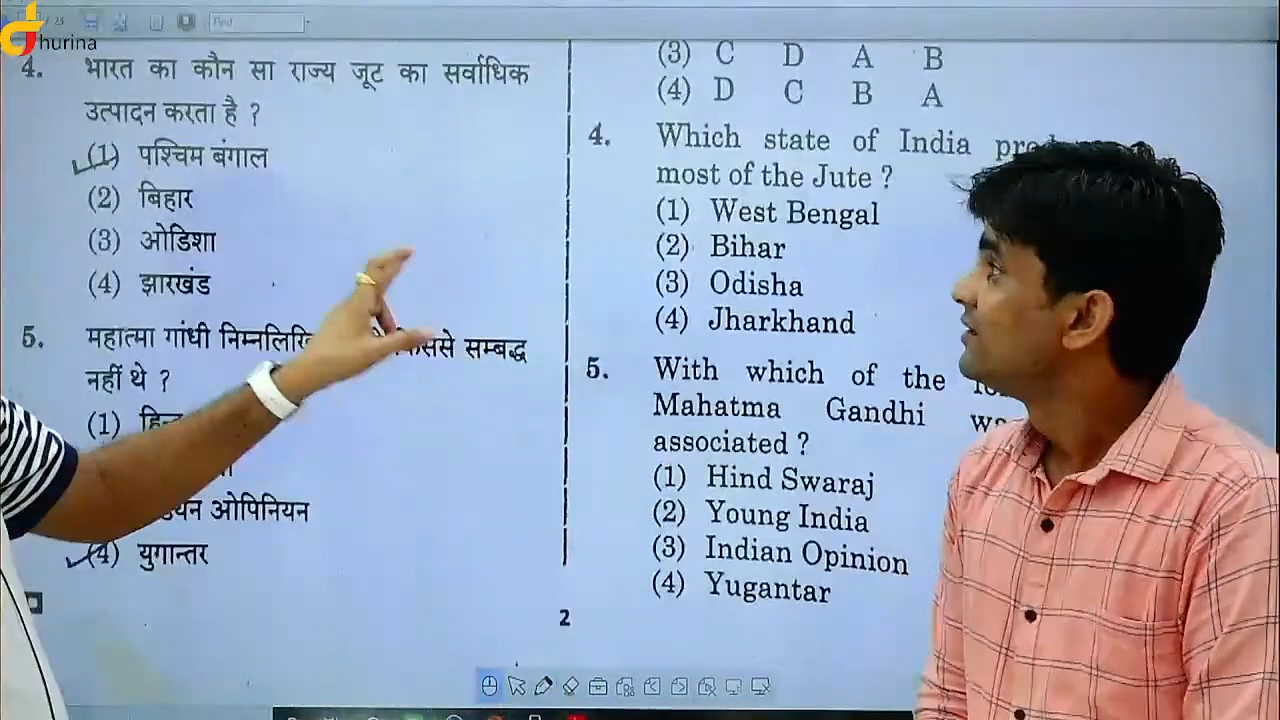 / 23
Find
hurina
4. भारत का कौन सा राज्य जूट का सर्वाधिक
उत्पादन करता है ?
(1) पश्चिम बंगाल
(2) बिहार
(3) ओडिशा
(4) झारखंड
5. महात्मा गांधी सम्बद्ध
नहीं थे ?
(1)
ओपिनियन
(4) युगान्तर
(3) C D A B
(4) D C B A
4. Which state of India
most of the Jute ?
(1) West Bengal
(2) Bihar
(3) Odisha
(4) Jharkhand
5. With which of the
Mahatma Gandhi
associated ?
(1) Hind Swaraj
(2) Young India
(3) Indian Opinion
(4) Yugantar
2